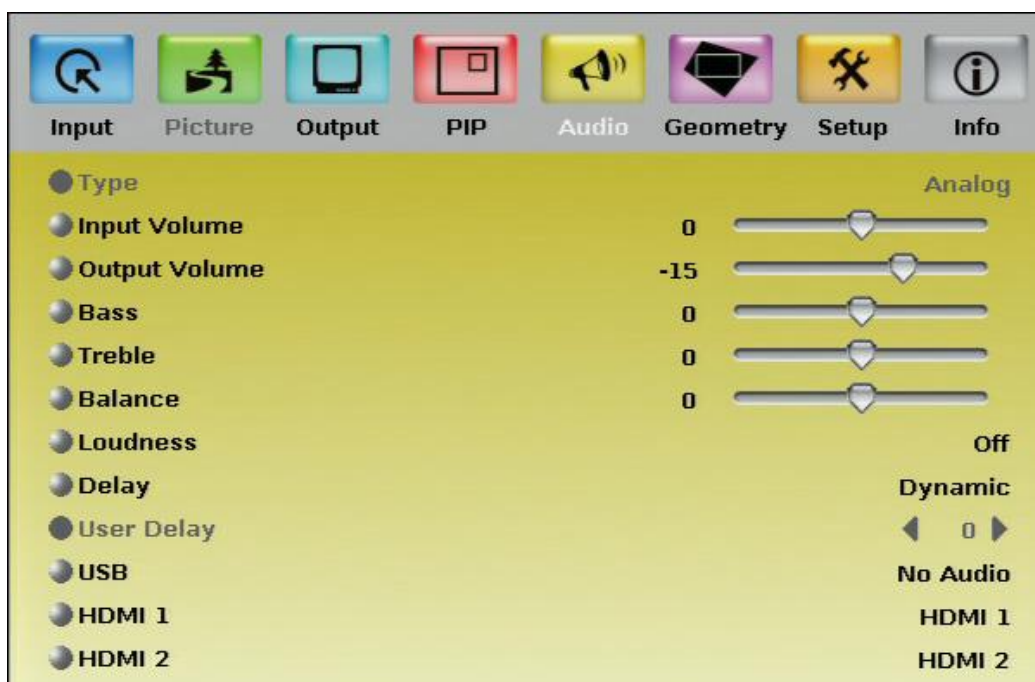 Input Picture Output PIP Audio Geometry Setup Info
Type Analog
Input Volume 0
Output Volume -15
Bass 0
Treble 0
Balance 0
Loudness Off
Delay Dynamic
User Delay 0
USB No Audio
HDMI 1 HDMI 1
HDMI 2 HDMI 2